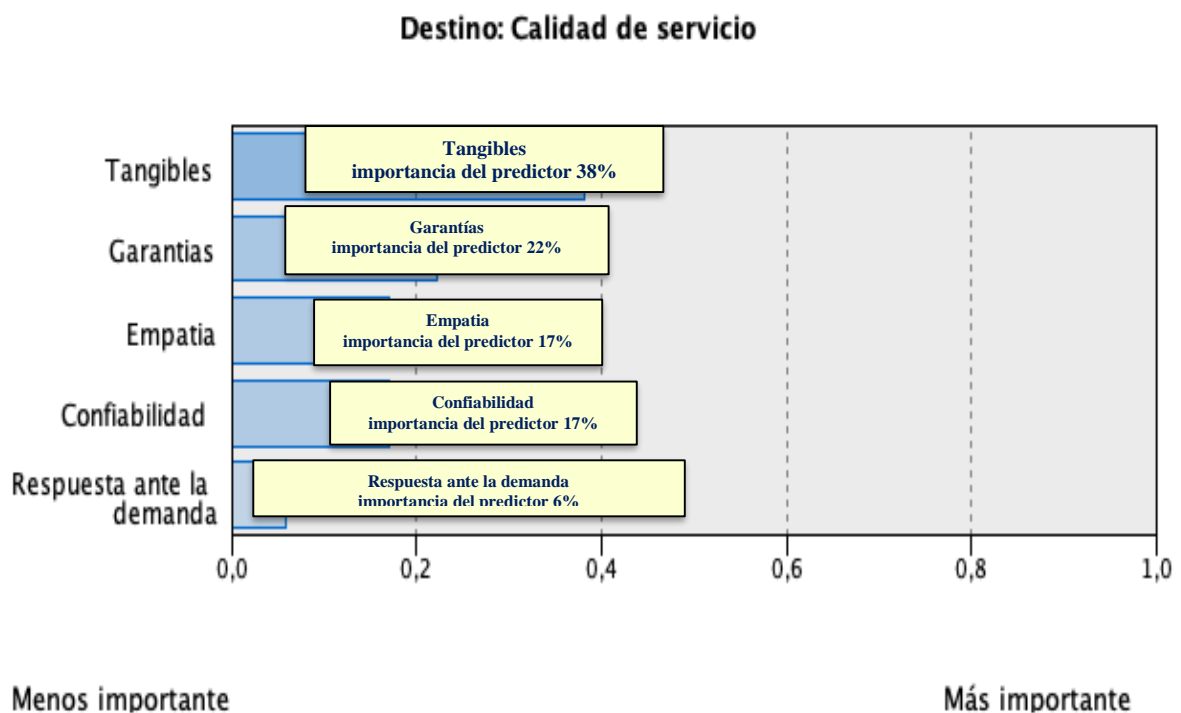 Destino: Calidad de servicio
Tangibles
Tangibles
importancia del predictor 38%
Garantias
Garantías
importancia del predictor 22%
Empatia
Empatia
importancia del predictor 17%
Confiabilidad
Confiabilidad
importancia del predictor 17%
Respuesta ante la
demanda
Respuesta ante la demanda
importancia del predictor 6%
0,0 0,2 0,4 0,6 0,8 1,0
Menos importante Más importante